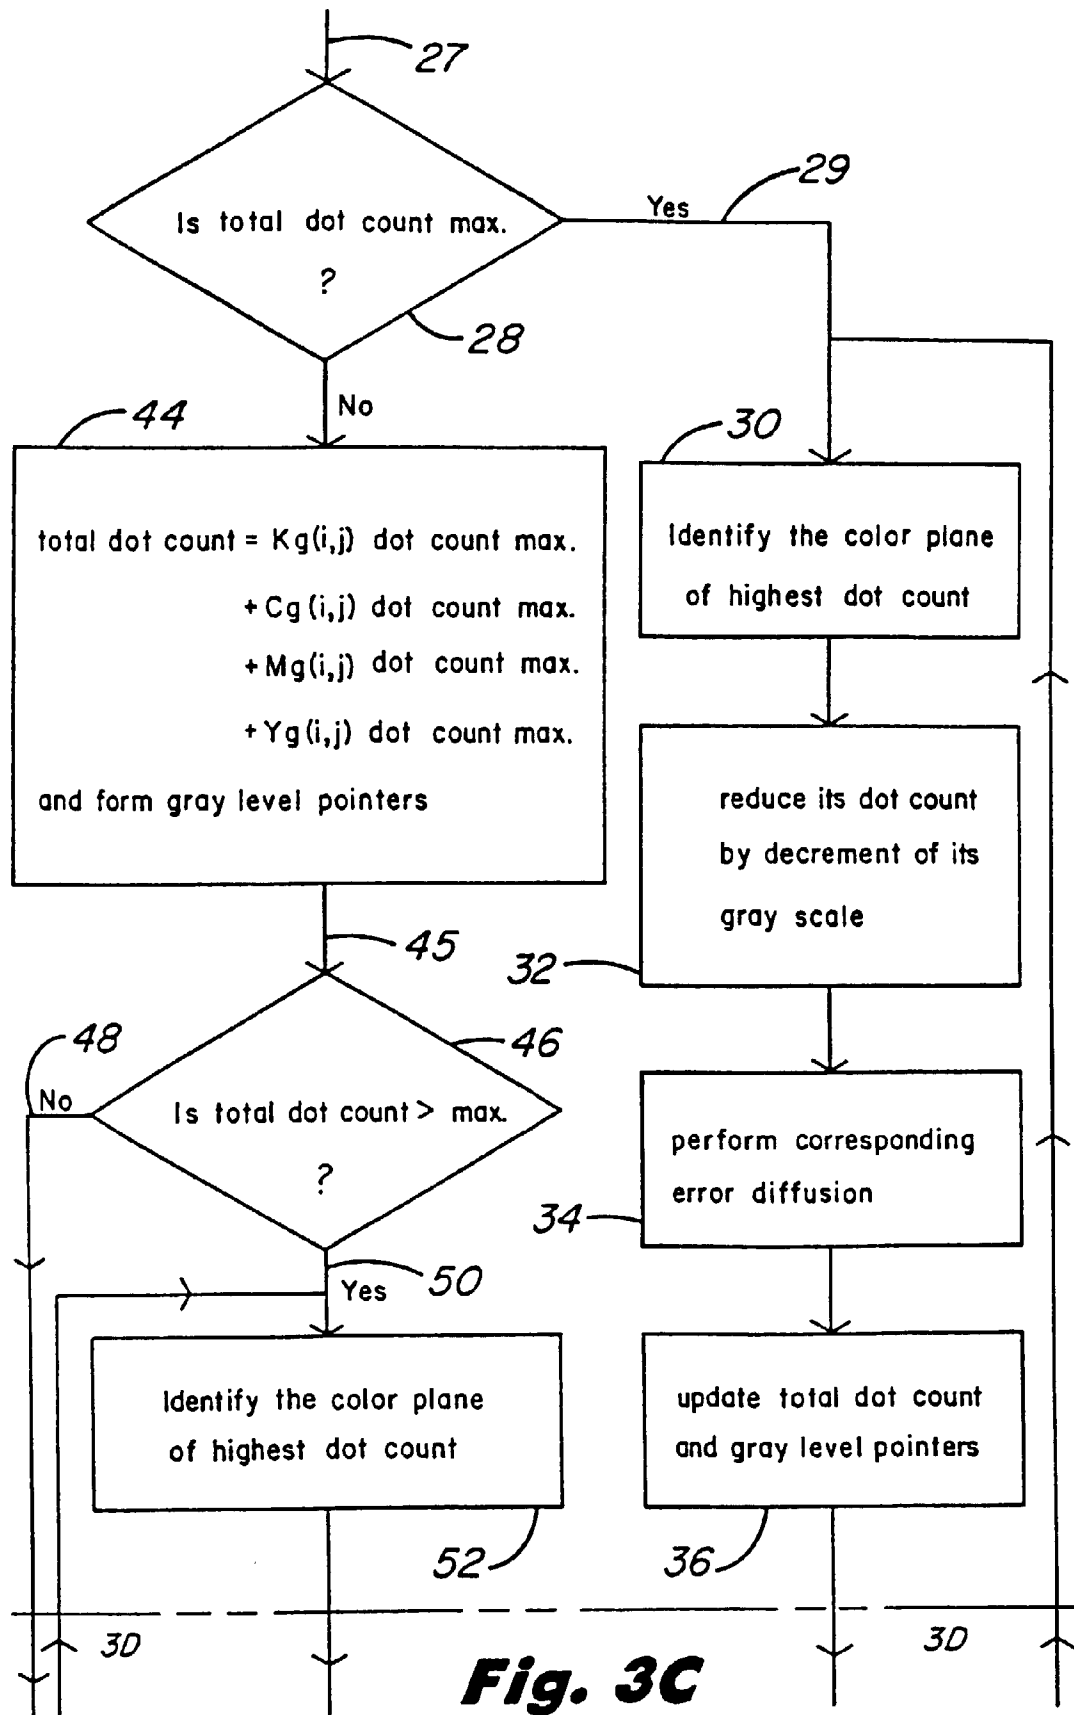 27
Is total dot count max.
?
28
Yes
29
No
44
total dot count = Kg(i,j) dot count max.
+ Cg(i,j) dot count max.
+ Mg(i,j) dot count max.
+ Yg(i,j) dot count max.
and form gray level pointers
30
Identify the color plane
of highest dot count
reduce its dot count
by decrement of its
gray scale
32
45
46
48
No
Is total dot count > max.
?
perform corresponding
error diffusion
34
50
Yes
Identify the color plane
of highest dot count
52
update total dot count
and gray level pointers
36
3D
3D
Fig. 3C